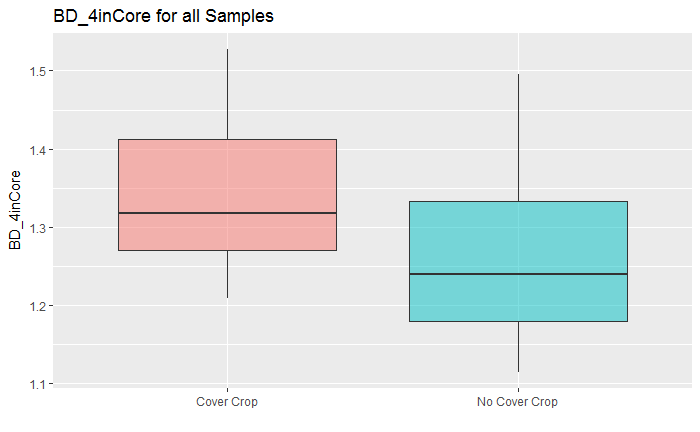 BD_4inCore for all Samples
BD_4inCore
1.5
1.4
1.3
1.2
1.1
Cover Crop
No Cover Crop